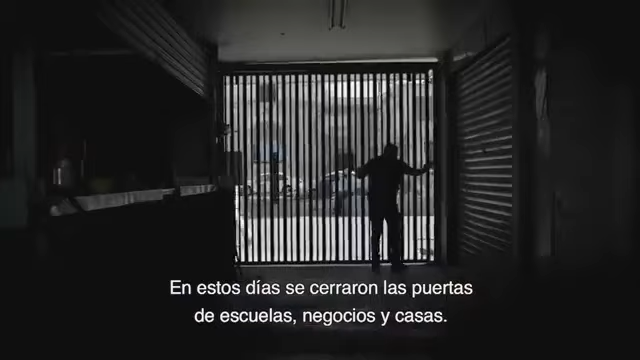 En estos días se cerraron las puertas
de escuelas, negocios y casas.